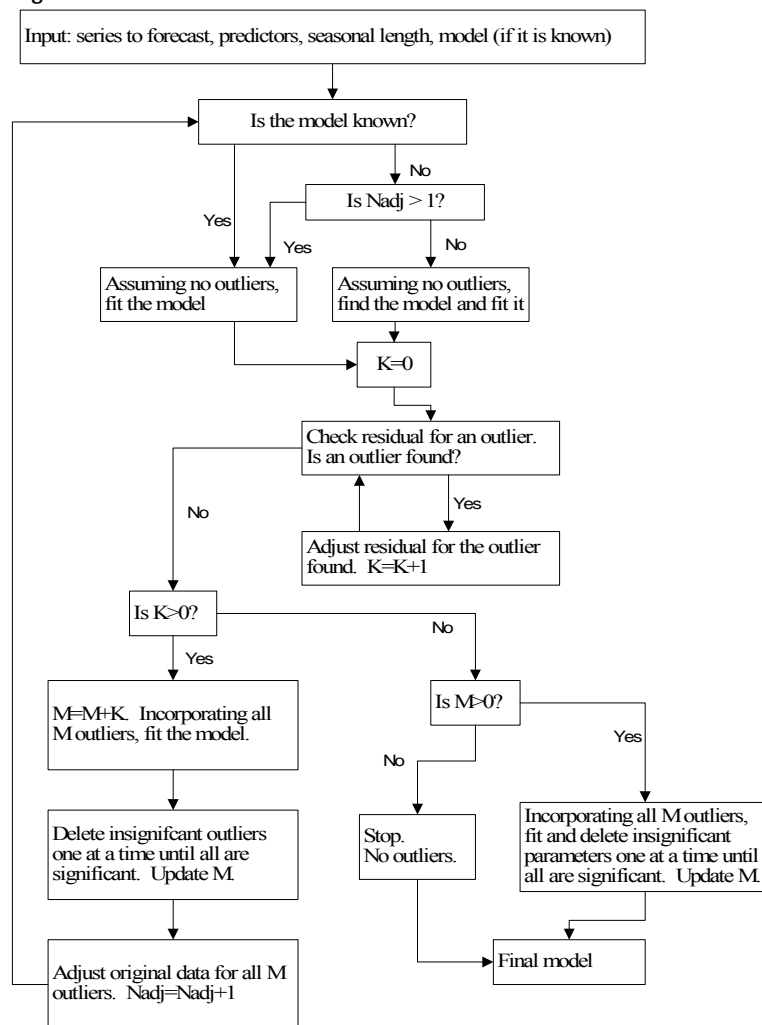 Input: series to forecast, predictors, seasonal length, model (if it is known)
Is the model known?
No
Is Nadj > 1?
Yes
Yes
No
Assuming no outliers,
fit the model
Assuming no outliers,
find the model and fit it
K=0
Check residual for an outlier.
Is an outlier found?
No
Yes
Adjust residual for the outlier
found. K=K+1
Is K>0?
No
Yes
M=M+K. Incorporating all
M outliers, fit the model.
Is M>0?
No
Yes
Delete insignifcant outliers
one at a time until all are
significant. Update M.
Stop.
No outliers.
Incorporating all M outliers,
fit and delete insignificant
parameters one at a time until
all are significant. Update M.
Adjust original data for all M
outliers. Nadj=Nadj+1
Final model